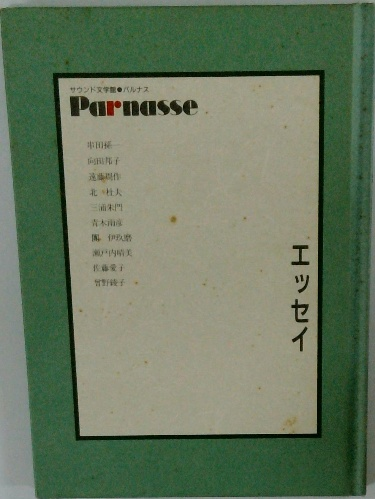 サウンド文学館●パルナス
Parnasse
串田孫一
向田邦子
遠藤周作
北 杜夫
三浦朱門
青木雨彦
團 伊玖磨
瀬戸内晴美
佐藤愛子
曽野綾子
エッセイ